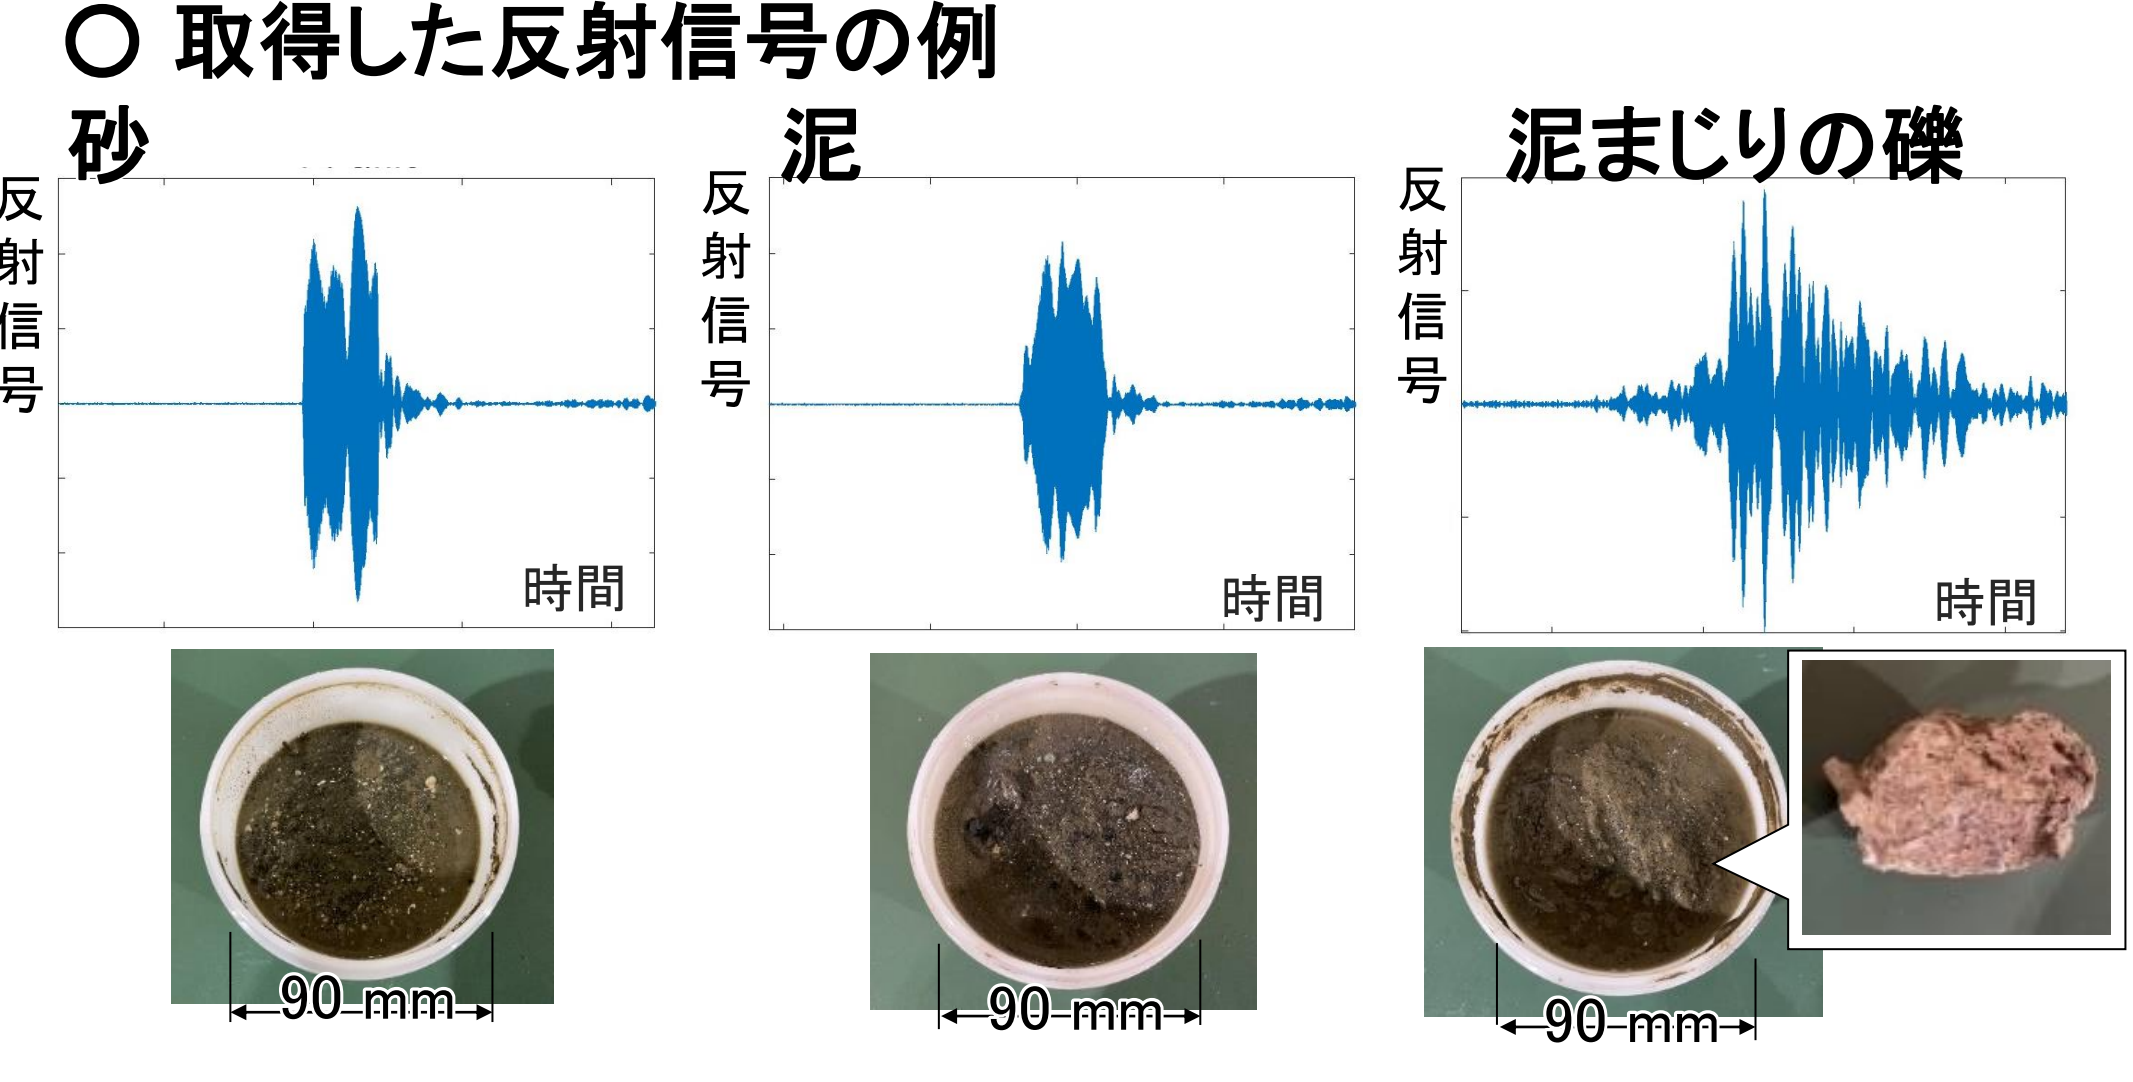 ○ 取得した反射信号の例
砂
泥
泥まじりの礫
反射信号
時間
反射信号
時間
反射信号
時間
90 mm
90 mm
90 mm